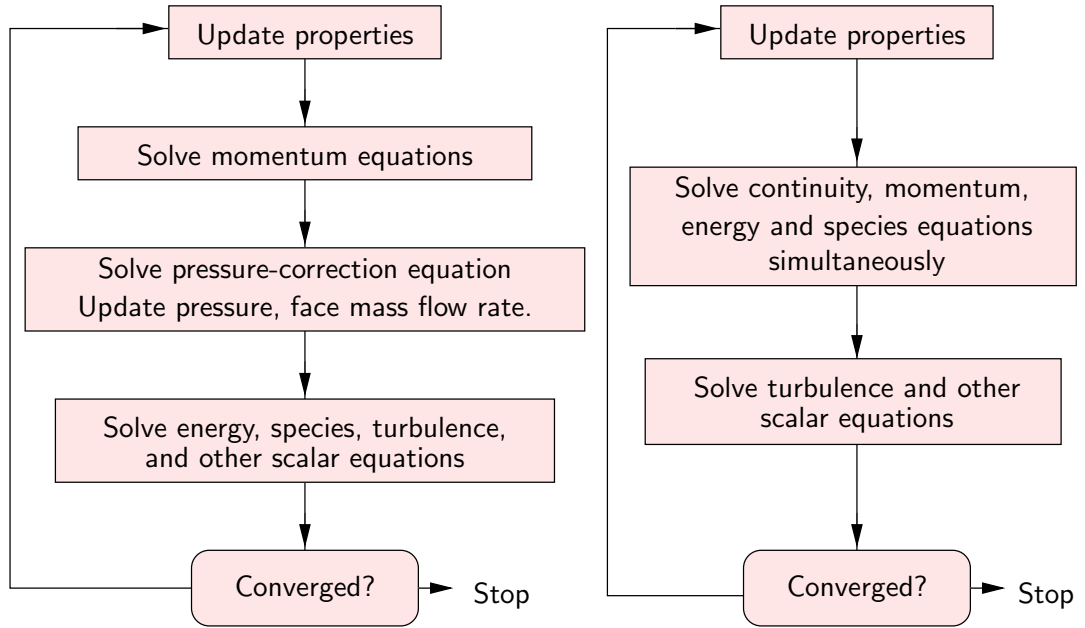 Update properties
Solve momentum equations
Solve pressure-correction equation
Update pressure, face mass flow rate.
Solve energy, species, turbulence,
and other scalar equations
Converged?
Stop
Update properties
Solve continuity, momentum,
energy and species equations
simultaneously
Solve turbulence and other
scalar equations
Converged?
Stop